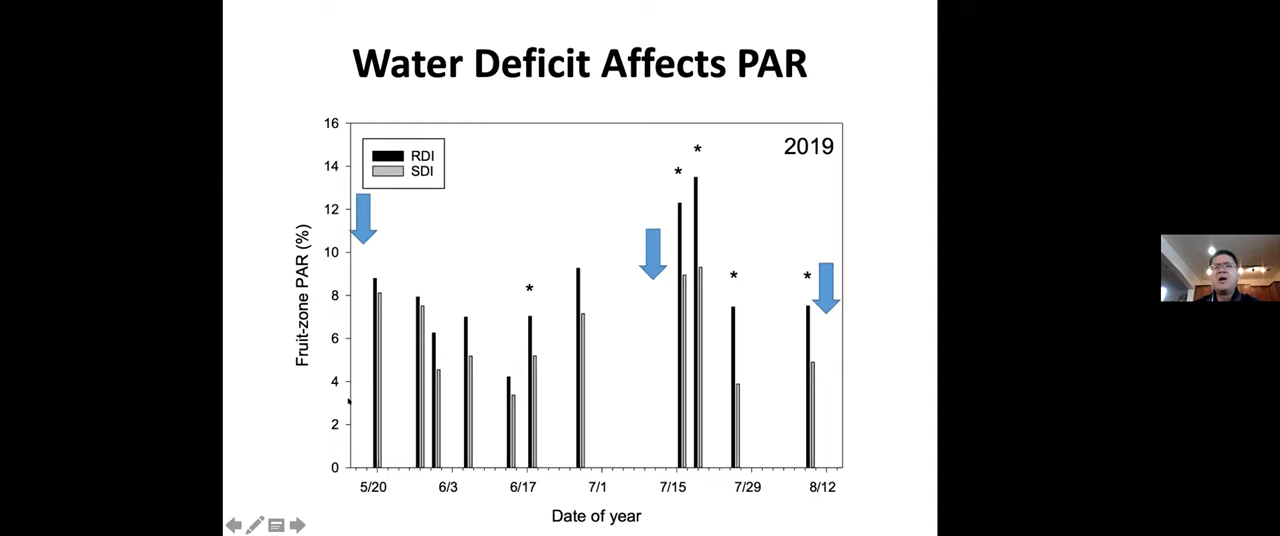 Water Deficit Affects PAR
2019
RDI
SDI
Fruit-zone PAR (%)
16
14
12
10
8
6
4
2
0
*
*
*
*
*
5/20 6/3 6/17 7/1 7/15 7/29 8/12
Date of year